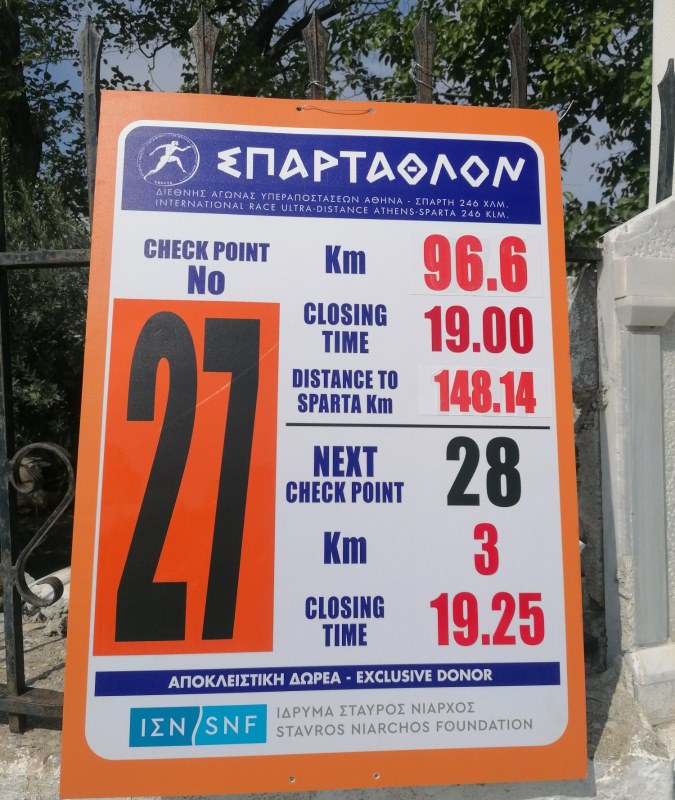 ΣΠΑΡΤΑΘΛΟΝ
ΔΙΕΘΝΗΣ ΑΓΩΝΑΣ ΥΠΕΡΑΠΟΣΤΑΣΕΩΝ ΑΘΗΝΑ - ΣΠΑΡΤΗ 246 ΧΛΜ.
INTERNATIONAL RACE ULTRA-DISTANCE ATHENS-SPARTA 246 KLM.
CHECK POINT
No
27
Km 96.6
CLOSING TIME 19.00
DISTANCE TO SPARTA Km 148.14
NEXT CHECK POINT 28
Km 3
CLOSING TIME 19.25
ΑΠΟΚΛΕΙΣΤΙΚΗ ΔΩΡΕΑ - EXCLUSIVE DONOR
ΙΣΝ/SNF
ΙΔΡΥΜΑ ΣΤΑΥΡΟΣ ΝΙΑΡΧΟΣ
STAVROS NIARCHOS FOUNDATION